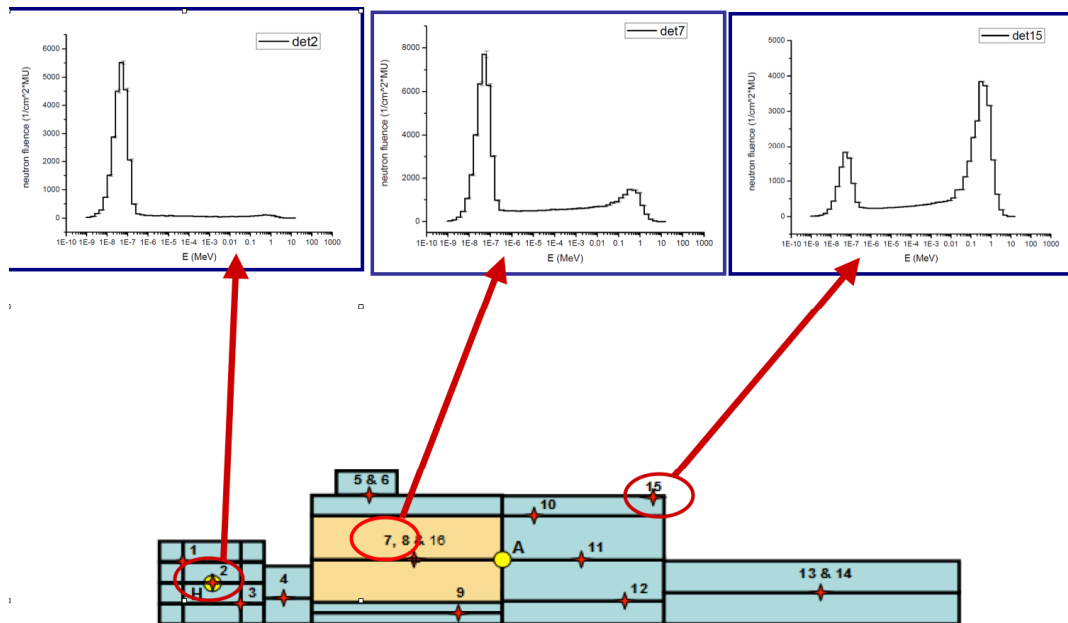 det2
neutron fluence (1/cm^2*MU)
6000
5000
4000
3000
2000
1000
0
1E-10 1E-9 1E-8 1E-7 1E-6 1E-5 1E-4 1E-3 0.01 0.1 1 10 100 1000
E (MeV)
det7
neutron fluence (1/cm^2*MU)
8000
6000
4000
2000
0
1E-10 1E-9 1E-8 1E-7 1E-6 1E-5 1E-4 1E-3 0.01 0.1 1 10 100 1000
E (MeV)
det15
neutron fluence (1/cm^2*MU)
5000
4000
3000
2000
1000
0
1E-10 1E-9 1E-8 1E-7 1E-6 1E-5 1E-4 1E-3 0.01 0.1 1 10 100 1000
E (MeV)
5 & 6
15
10
7, 8 & 16
A
11
1
2
H
3
4
9
12
13 & 14